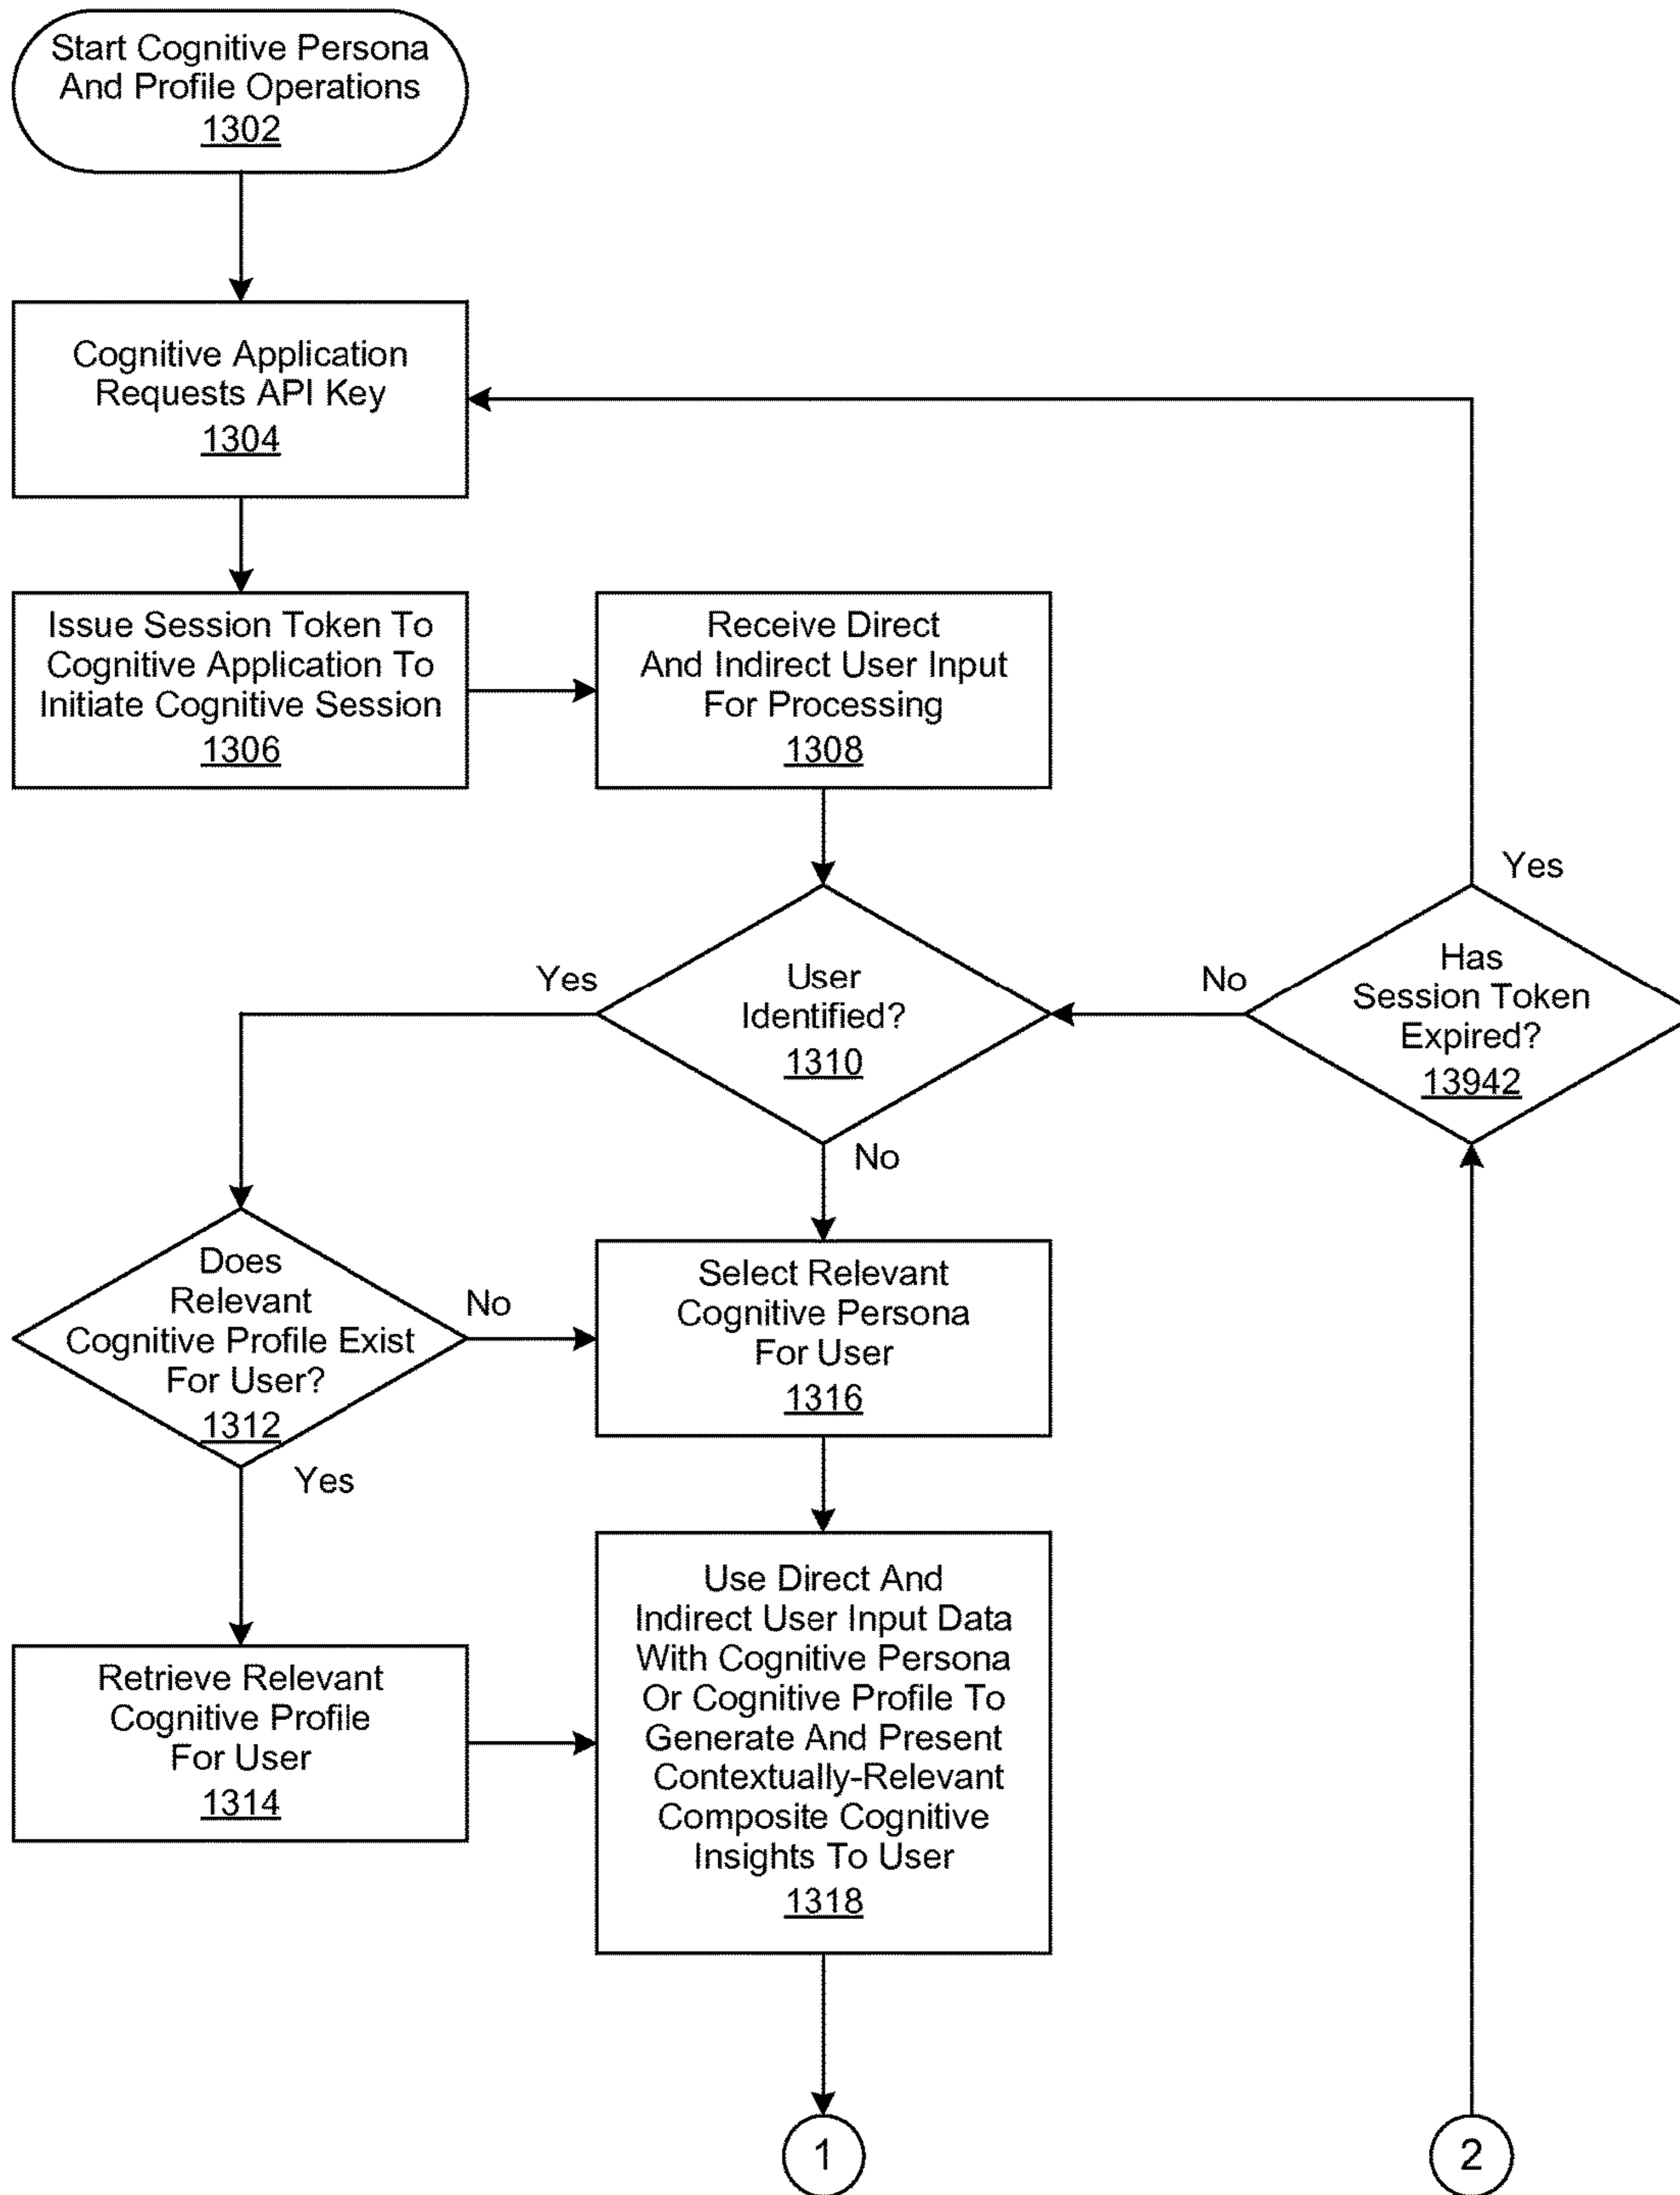 Start Cognitive Persona
And Profile Operations
1302
Cognitive Application
Requests API Key
1304
Issue Session Token To
Cognitive Application To
Initiate Cognitive Session
1306
Receive Direct
And Indirect User Input
For Processing
1308
Yes
User
Identified?
1310
No
No
Has
Session Token
Expired?
13942
Yes
Does
Relevant
Cognitive Profile Exist
For User?
1312
No
Yes
Select Relevant
Cognitive Persona
For User
1316
Retrieve Relevant
Cognitive Profile
For User
1314
Use Direct And
Indirect User Input Data
With Cognitive Persona
Or Cognitive Profile To
Generate And Present
Contextually-Relevant
Composite Cognitive
Insights To User
1318
1
2